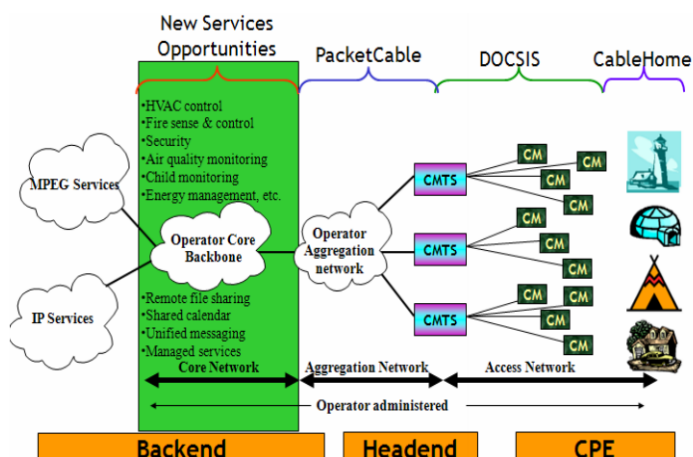 New Services
Opportunities
PacketCable
DOCSIS
CableHome
•HVAC control
•Fire sense & control
•Security
•Air quality monitoring
•Child monitoring
•Energy management, etc.
MPEG Services
Operator Core
Backbone
Operator
Aggregation
network
IP Services
CMTS
CMTS
CMTS
CM
CM
CM
CM
CM
CM
CM
CM
CM
CM
CM
•Remote file sharing
•Shared calendar
•Unified messaging
•Managed services
Core Network
Aggregation Network
Access Network
Operator administered
Backend
Headend
CPE